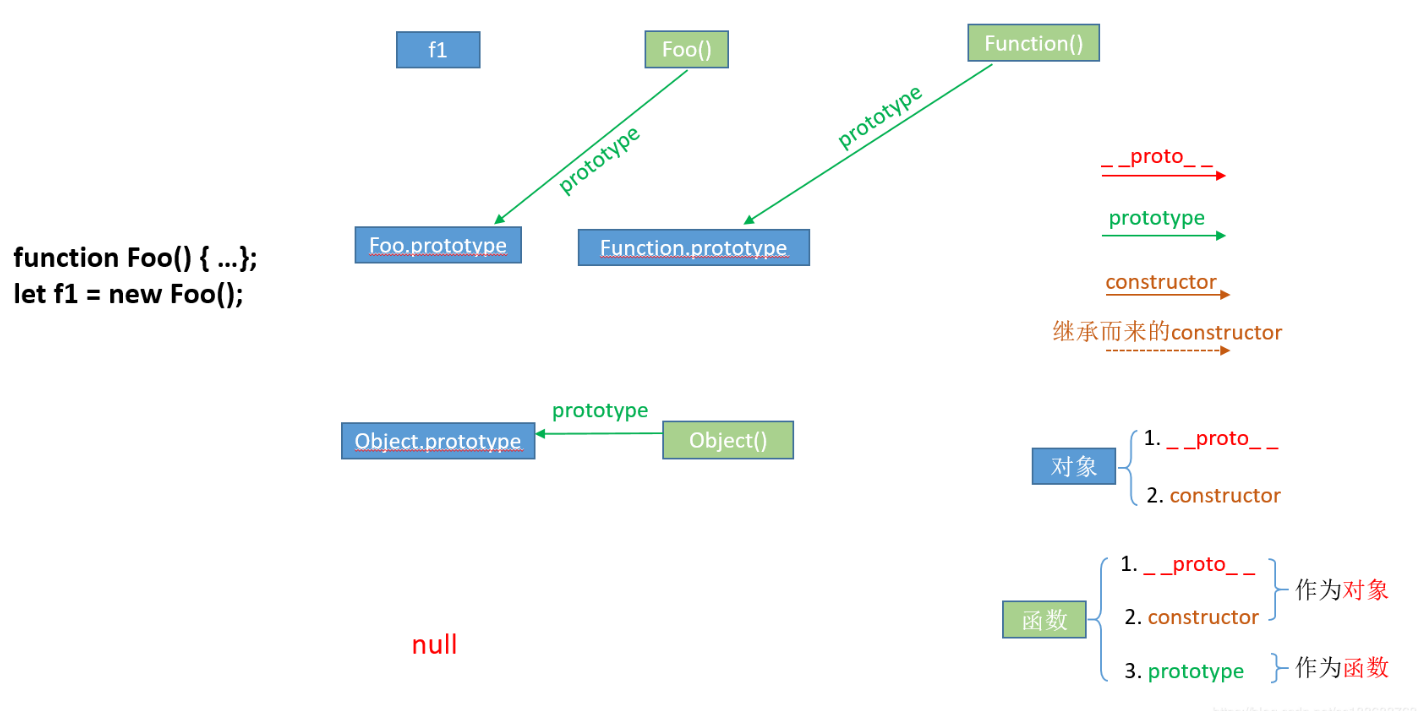 f1
Foo()
Function()
prototype
prototype
_ _proto_ _
prototype
Foo.prototype
Function.prototype
function Foo() { ...};
let f1 = new Foo();
constructor
继承而来的constructor
prototype
Object.prototype
Object()
对象
1. _ _proto_ _
2. constructor
函数
1. _ _proto_ _
2. constructor
作为对象
3. prototype
作为函数
null